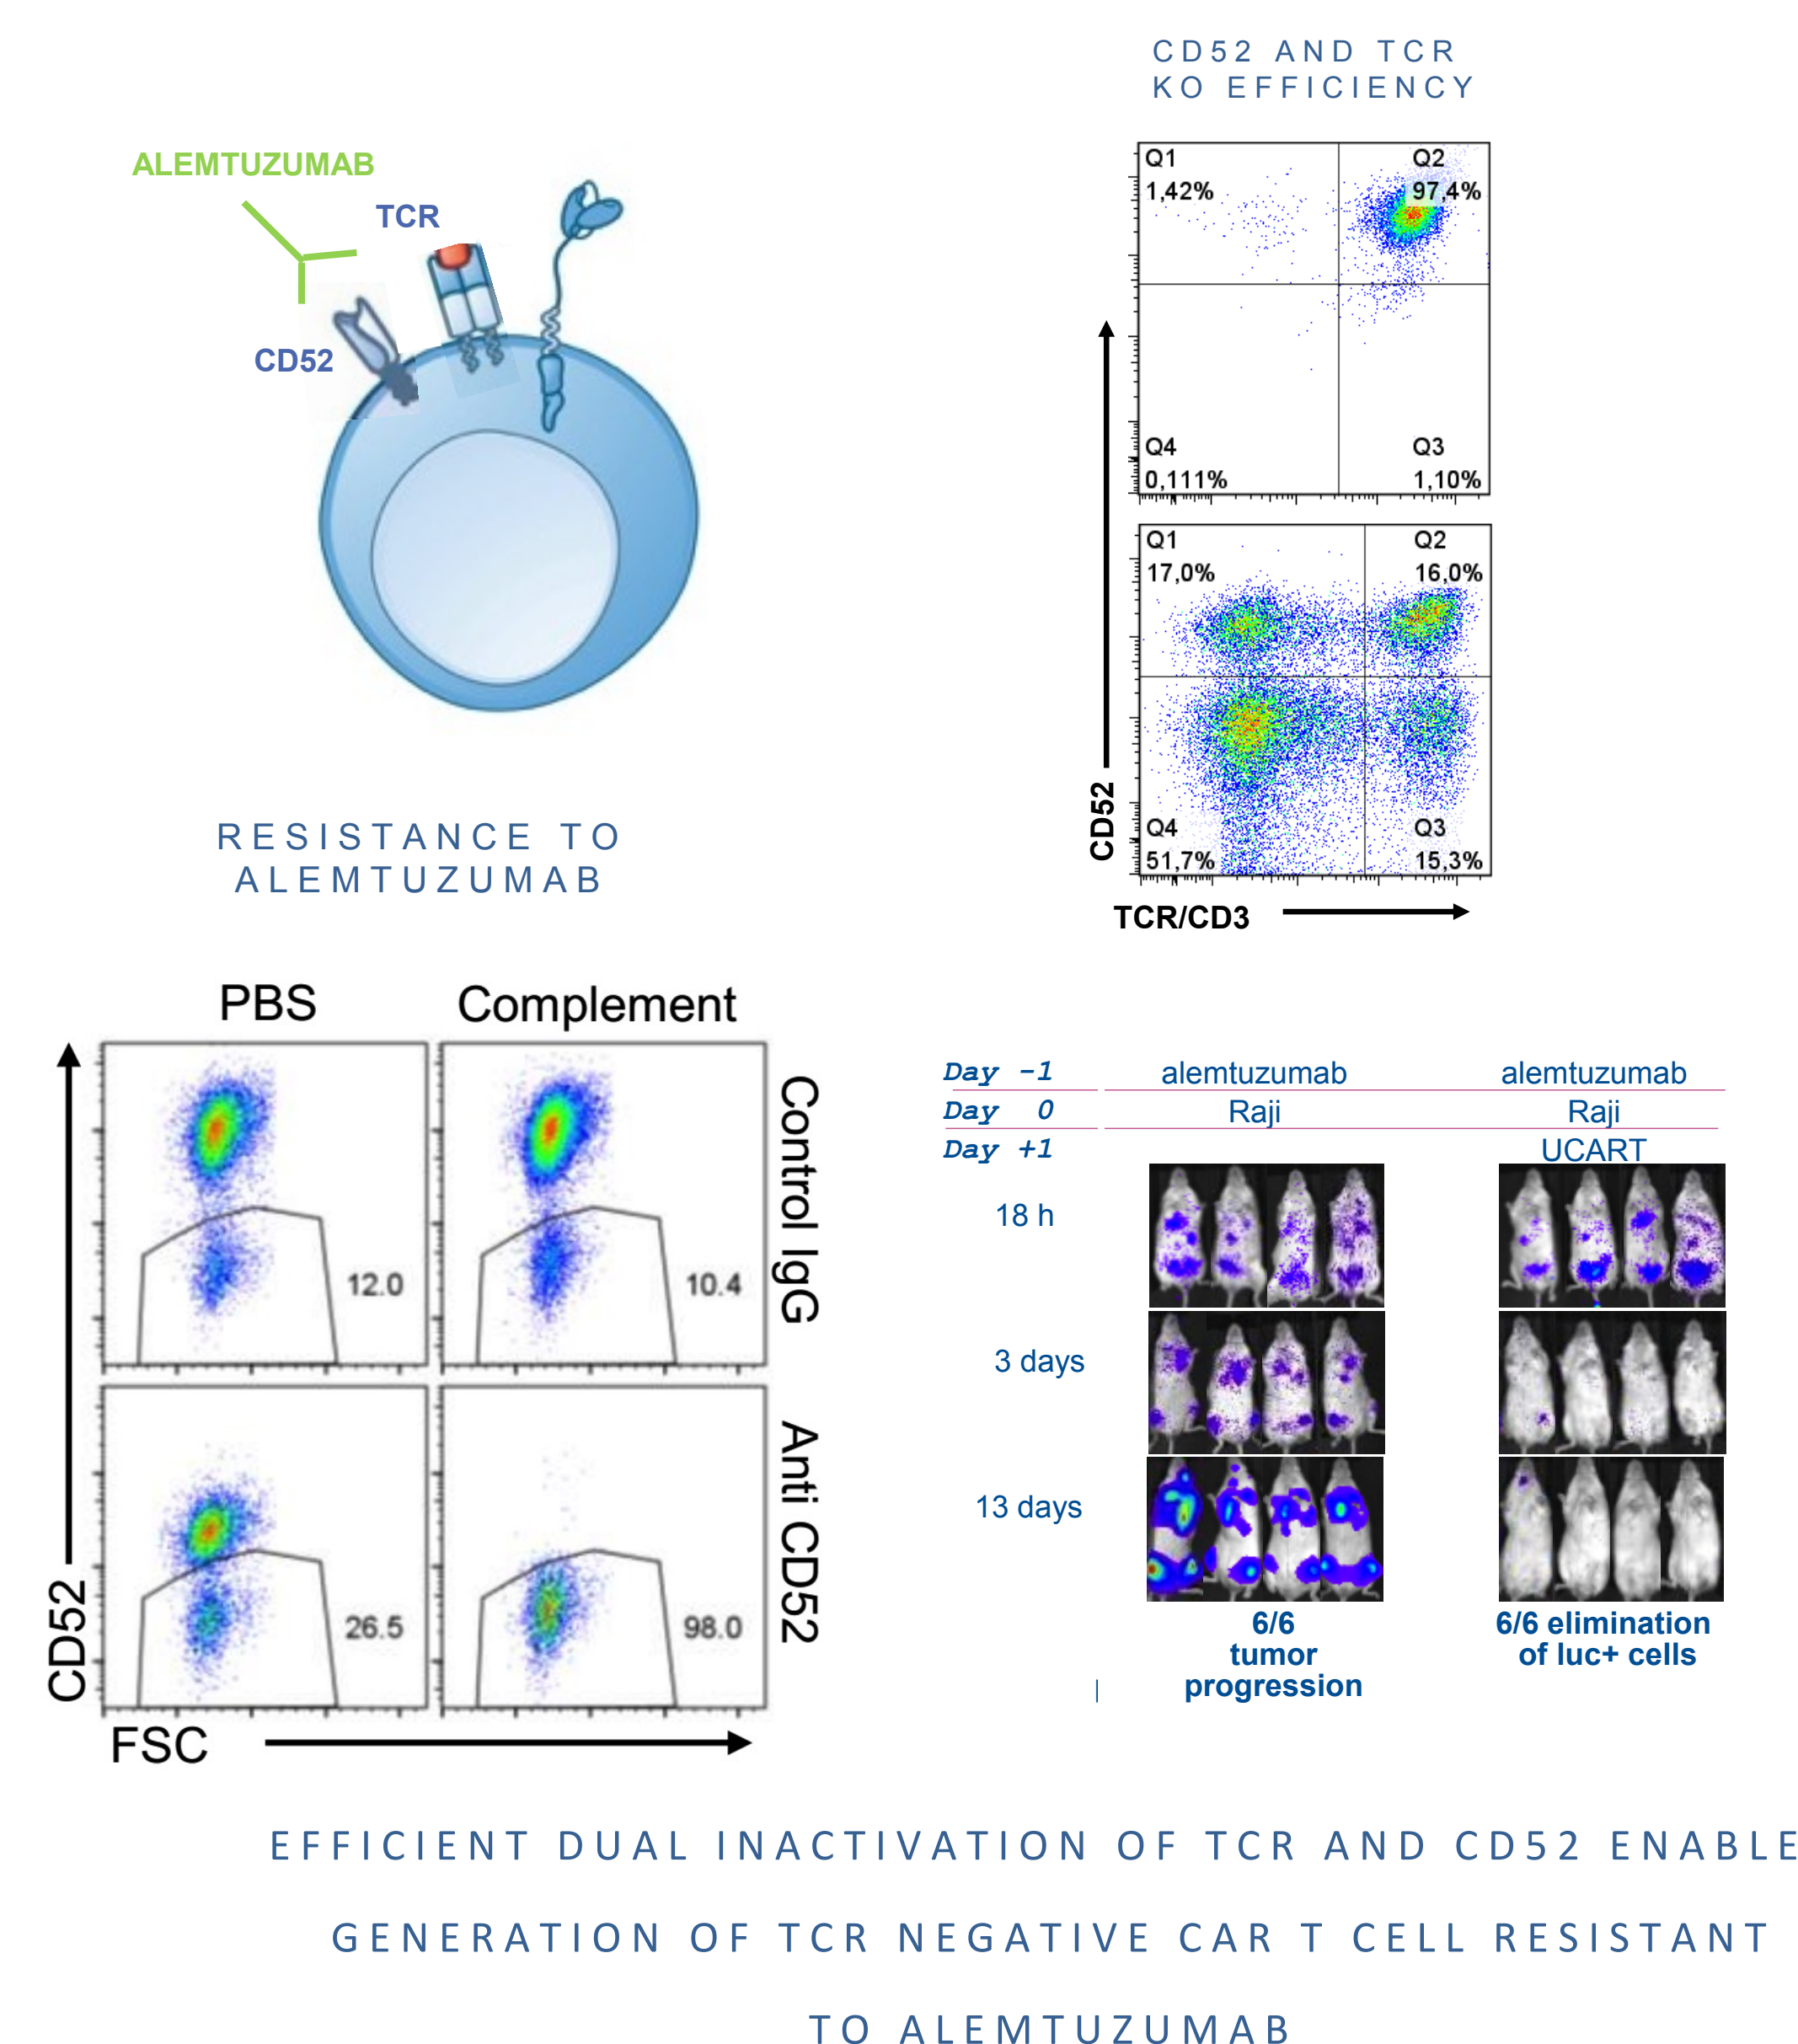 CD52 AND TCR
KO EFFICIENCY
ALEMTUZUMAB
TCR
CD52
Q1
1,42%
Q2
97,4%
Q4
0,111%
Q3
1,10%
Q1
17,0%
Q2
16,0%
Q4
51,7%
Q3
15,3%
CD52
TCR/CD3
RESISTANCE TO
ALEMTUZUMAB
PBS
Complement
Control IgG
12.0
10.4
Anti CD52
26.5
98.0
CD52
FSC
Day -1 alemtuzumab alemtuzumab
Day 0 Raji Raji
Day +1 UCART
18 h
3 days
13 days
6/6
tumor
progression
6/6 elimination
of luc+ cells
EFFICIENT DUAL INACTIVATION OF TCR AND CD52 ENABLE
GENERATION OF TCR NEGATIVE CAR T CELL RESISTANT
TO ALEMTUZUMAB